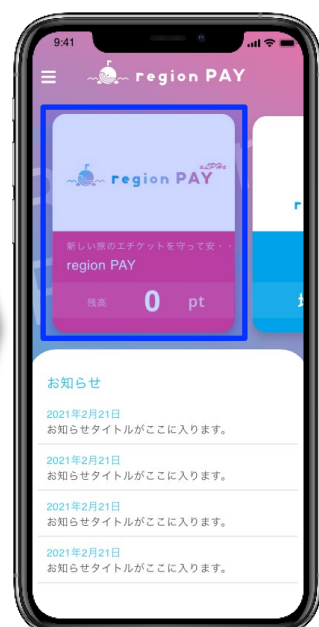 9:41
region PAY
region PAY
新しい旅のエチケットを守って安・・
region PAY
残高 0 pt
お知らせ
2021年2月21日
お知らせタイトルがここに入ります。
2021年2月21日
お知らせタイトルがここに入ります。
2021年2月21日
お知らせタイトルがここに入ります。
2021年2月21日
お知らせタイトルがここに入ります。